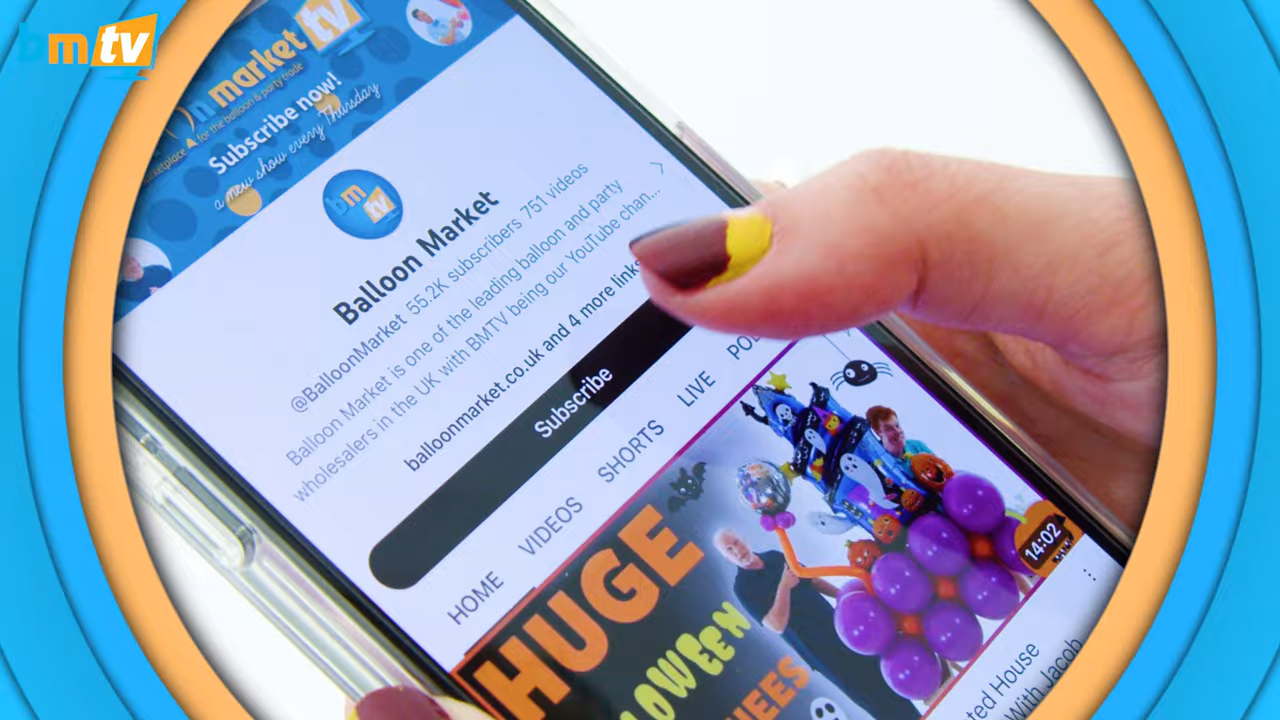 bmtv
tv
n market
marketplace for the balloon & party trade
Subscribe now!
a new show every Thursday
bm
tv
Balloon Market
@BalloonMarket 55.2K subscribers 751 videos
Balloon Market is one of the leading balloon and party
wholesalers in the UK with BMTV being our YouTube chan...
balloonmarket.co.uk and 4 more links
Subscribe
HOME VIDEOS SHORTS LIVE
HUGE
14:02
House
With Jacob